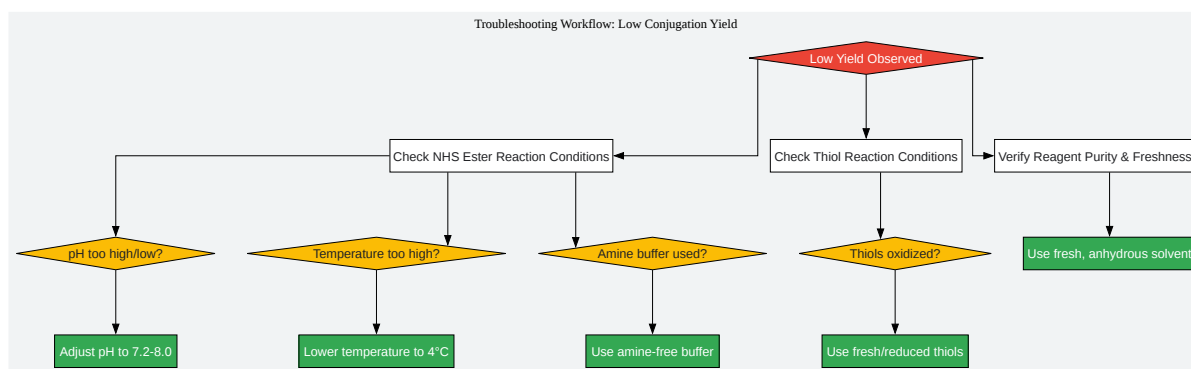 Troubleshooting Workflow: Low Conjugation Yield
Low Yield Observed
Check NHS Ester Reaction Conditions
Check Thiol Reaction Conditions
Verify Reagent Purity & Freshness
pH too high/low?
Temperature too high?
Amine buffer used?
Thiols oxidized?
Use fresh, anhydrous solvent
Adjust pH to 7.2-8.0
Lower temperature to 4°C
Use amine-free buffer
Use fresh/reduced thiols